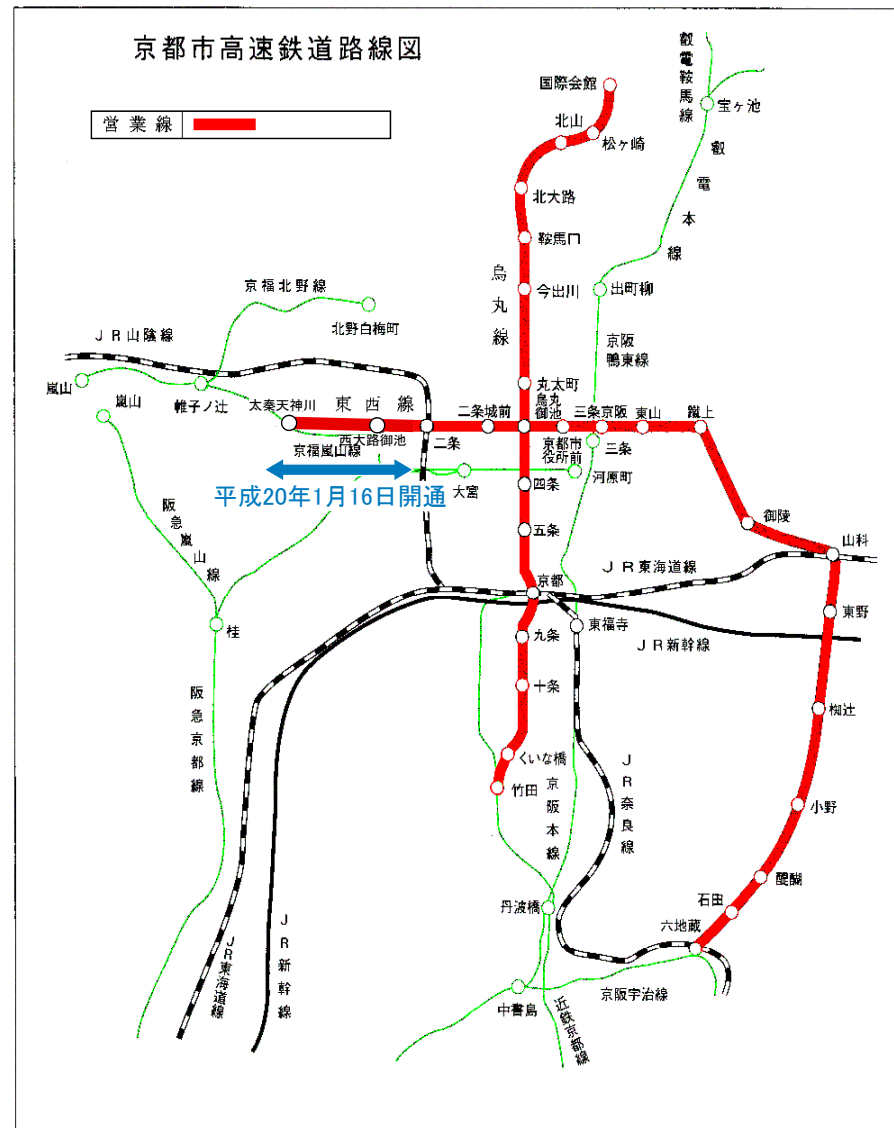 京都市高速鉄道路線図
営業線
叡電鞍馬線
国際会館
宝ヶ池
北山
松ヶ崎
叡電本線
北大路
鞍馬口
烏丸線
京福北野線
今出川
出町柳
北野白梅町
京阪
鴨東線
JR山陰線
嵐山
帷子ノ辻
丸太町
嵐山
太秦天神川
東西線
二条城前
烏丸
御池
三条京阪
東山
蹴上
西大路御池
二条
京都市
役所前
三条
京福嵐山線
大宮
河原町
四条
平成20年1月16日開通
阪急嵐山線
五条
御陵
山科
京都
JR東海道線
東野
桂
九条
東福寺
JR新幹線
十条
椥辻
阪急京都線
くいな橋
竹田
京阪本線
JR奈良線
小野
醍醐
石田
丹波橋
六地蔵
JR東海道線
JR新幹線
中書島
京阪宇治線
近鉄京都線